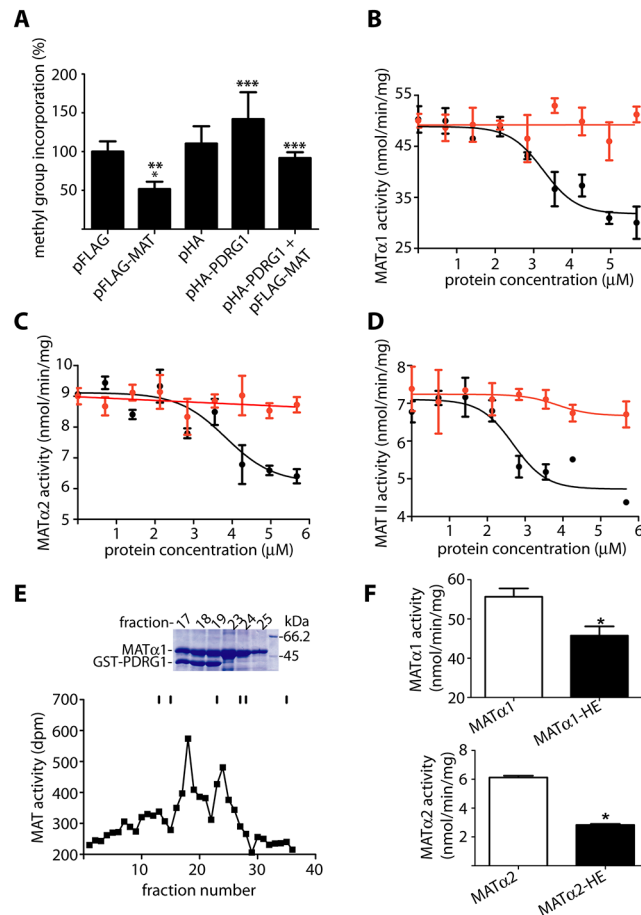 A
methyl group incorporation (%)
200
150
100
50
pFLAG
pFLAG-MAT
pHA
pHA-PDRG1
pHA-PDRG1 +
pFLAG-MAT
**
*
***
***
B
MATα1 activity (nmol/min/mg)
55
45
35
25
1 2 3 4 5
protein concentration (μM)
C
MATα2 activity (nmol/min/mg)
10
9
8
7
6
5
1 2 3 4 5 6
protein concentration (μM)
D
MAT II activity (nmol/min/mg)
8
7
6
5
4
1 2 3 4 5 6
protein concentration (μM)
E
fraction- 17 18 19 23 24 25 kDa
-66.2
MATα1
-45
GST-PDRG1
MAT activity (dpm)
700
600
500
400
300
200
10 20 30 40
fraction number
F
MATα1 activity
(nmol/min/mg)
60
50
40
30
20
*
MATα1
MATα1-HE
MATα2 activity
(nmol/min/mg)
8
6
4
2
*
MATα2
MATα2-HE